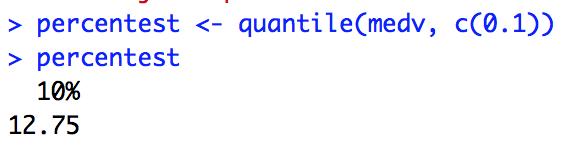 > percentest <- quantile(medv, c(0.1))
> percentest
10%
12.75